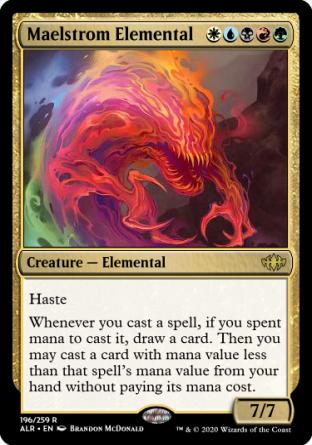 Maelstrom Elemental
Creature — Elemental
Haste
Whenever you cast a spell, if you spent
mana to cast it, draw a card. Then you
may cast a card with mana value less
than that spell's mana value from your
hand without paying its mana cost.
7/7
196/259 R
ALR • EN BRANDON MCDONALD
™ & © 2020 Wizards of the Coast